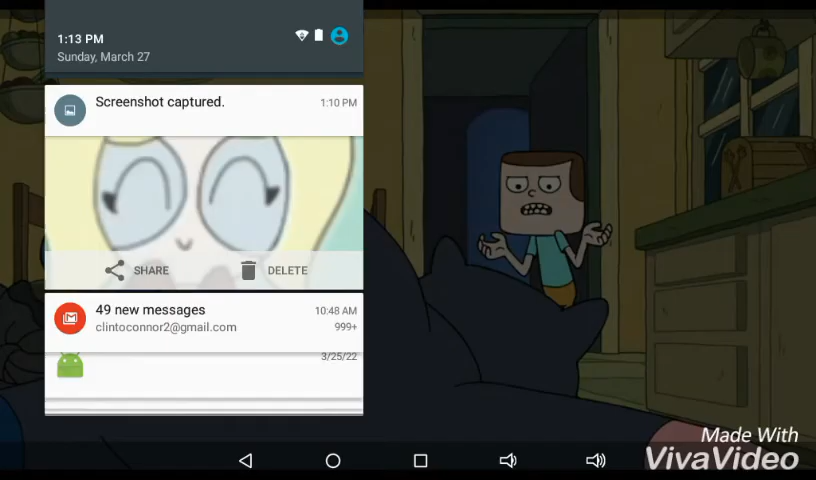 1:13 PM
Sunday, March 27
Screenshot captured.
1:10 PM
SHARE
DELETE
49 new messages
10:48 AM
clintoconnor2@gmail.com
999+
3/25/22
Made With
VivaVideo